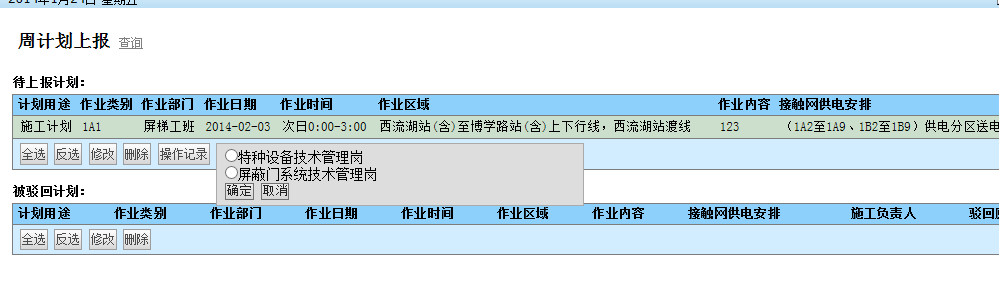 2014年1月24日 星期五
周计划上报 查询
待上报计划：
计划用途 作业类别 作业部门 作业日期 作业时间 作业区域 作业内容 接触网供电安排
施工计划 1A1 屏梯工班 2014-02-03 次日0:00-3:00 西流湖站(含)至博学路站(含)上下行线，西流湖站渡线 123 （1A2至1A9、1B2至1B9）供电分区送电
全选 反选 修改 删除 操作记录
特种设备技术管理岗
屏蔽门系统技术管理岗
确定 取消
被驳回计划：
计划用途 作业类别 作业部门 作业日期 作业时间 作业区域 作业内容 接触网供电安排 施工负责人 驳回
全选 反选 修改 删除